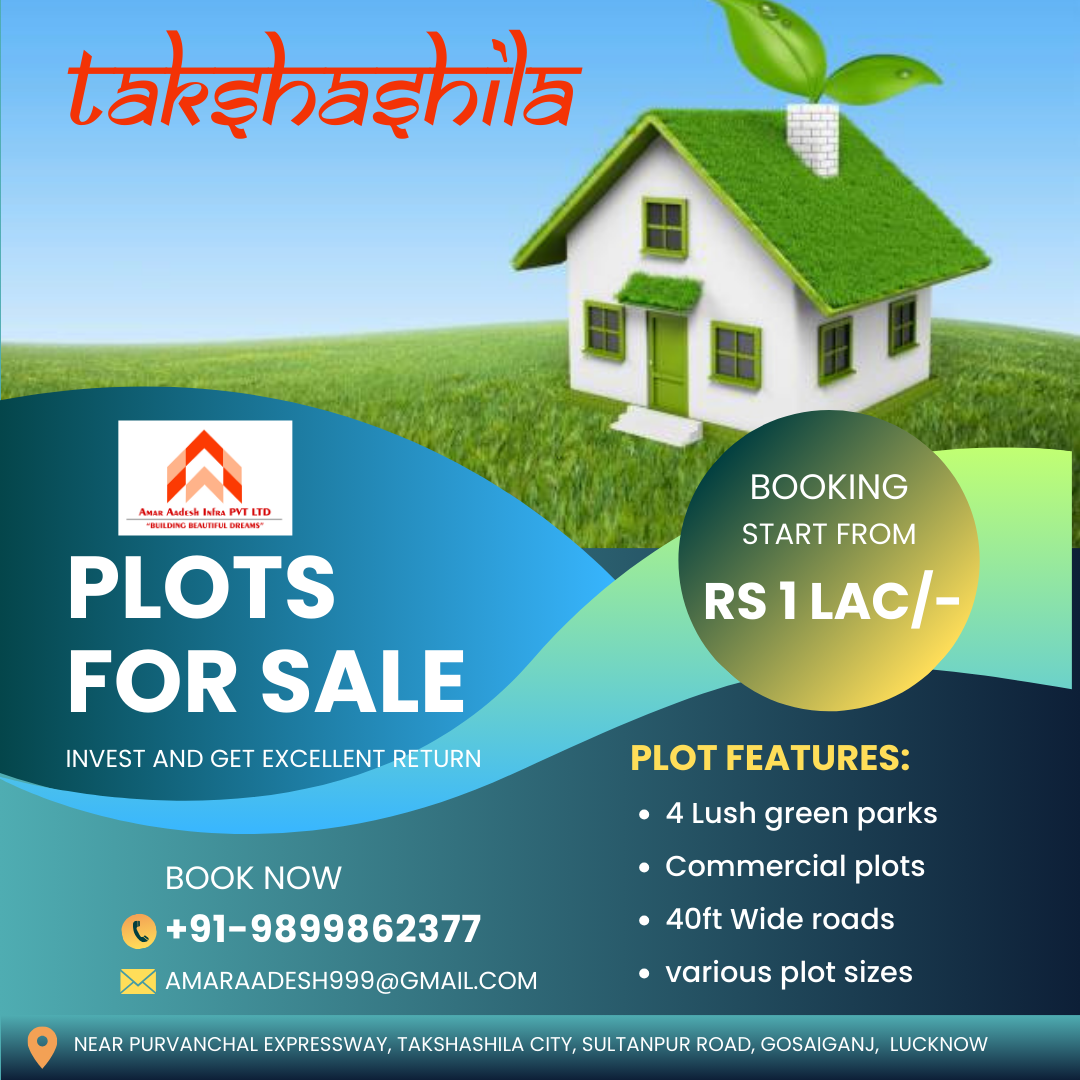 takshashila
AMAR AADESH INFRA PVT LTD
"BUILDING BEAUTIFUL DREAMS"
PLOTS
FOR SALE
INVEST AND GET EXCELLENT RETURN
BOOKING
START FROM
RS 1 LAC/-
PLOT FEATURES:
• 4 Lush green parks
• Commercial plots
• 40ft Wide roads
• various plot sizes
BOOK NOW
+91-9899862377
AMARAADESH999@GMAIL.COM
NEAR PURVANCHAL EXPRESSWAY, TAKSHASHILA CITY, SULTANPUR ROAD, GOSAIGANJ, LUCKNOW